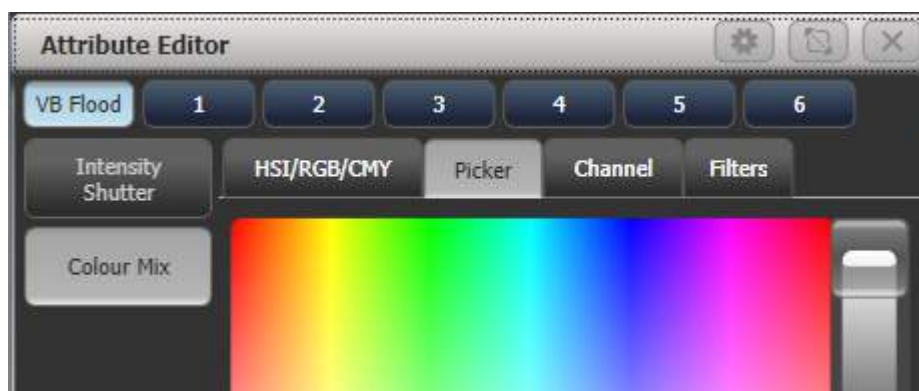 Attribute Editor
VB Flood 1 2 3 4 5 6
Intensity
Shutter
HSI/RGB/CMY Picker Channel Filters
Colour Mix